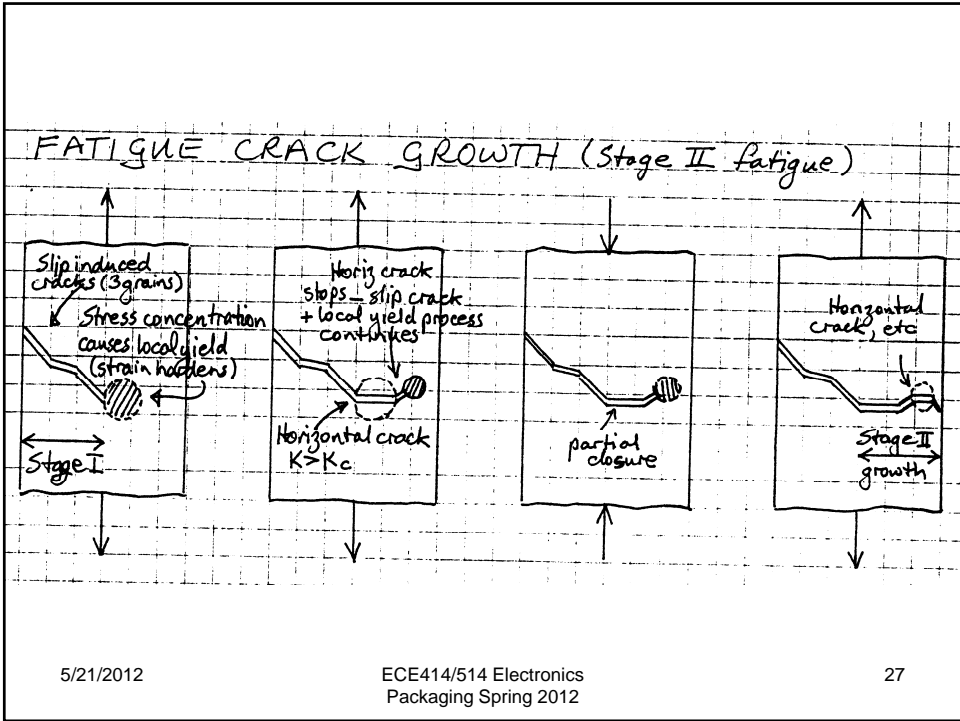 FATIGUE CRACK GROWTH (Stage II fatigue)
Slip induced
cracks (3 grains)
Stress concentration
causes local yield
(strain hardens)
Stage I
Horiz crack
stops – slip crack
+ local yield process
continues
Horizontal crack
K>Kc
partial
closure
Horizontal
crack, etc
Stage II
growth
5/21/2012
ECE414/514 Electronics
Packaging Spring 2012
27